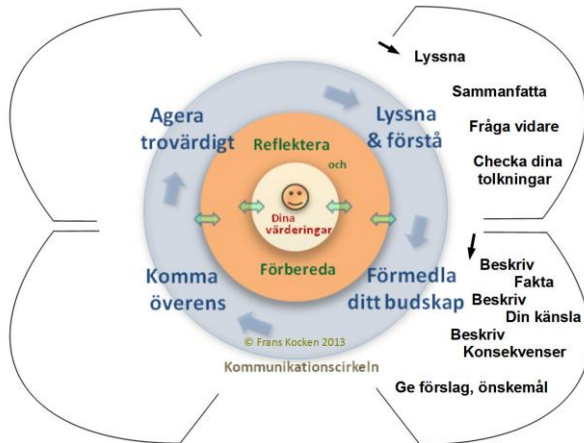 Lyssna
Sammanfatta
Fråga vidare
Checka dina
tolkningar
Agera
trovärdigt
Lyssna
& förstå
Reflektera
och
Dina
värderingar
Förbereda
Komma
överens
Förmedla
ditt budskap
Beskriv
Fakta
Beskriv
Din känsla
Beskriv
Konsekvenser
Ge förslag, önskemål
© Frans Kocken 2013
Kommunikationscirkeln